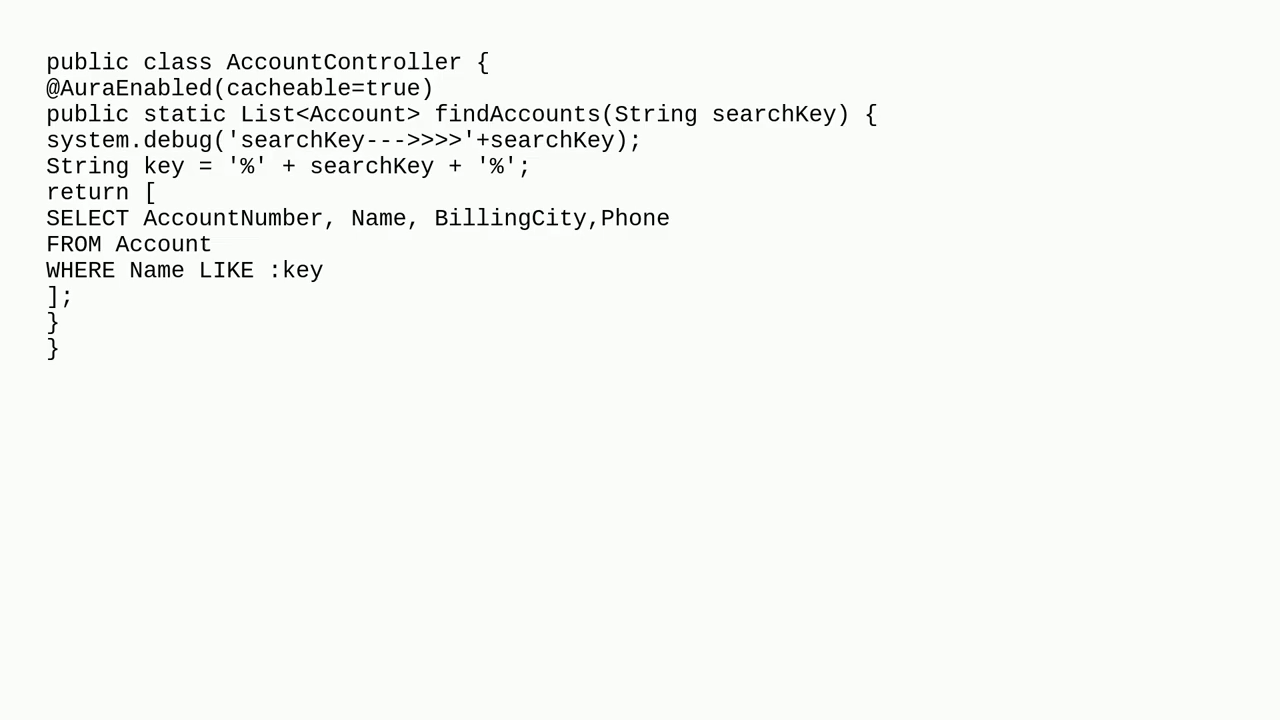 public class AccountController {
@AuraEnabled(cacheable=true)
public static List<Account> findAccounts(String searchKey) {
system.debug('searchKey--->>>>'+searchKey);
String key = '%' + searchKey + '%';
return [
SELECT AccountNumber, Name, BillingCity,Phone
FROM Account
WHERE Name LIKE :key
];
}
}